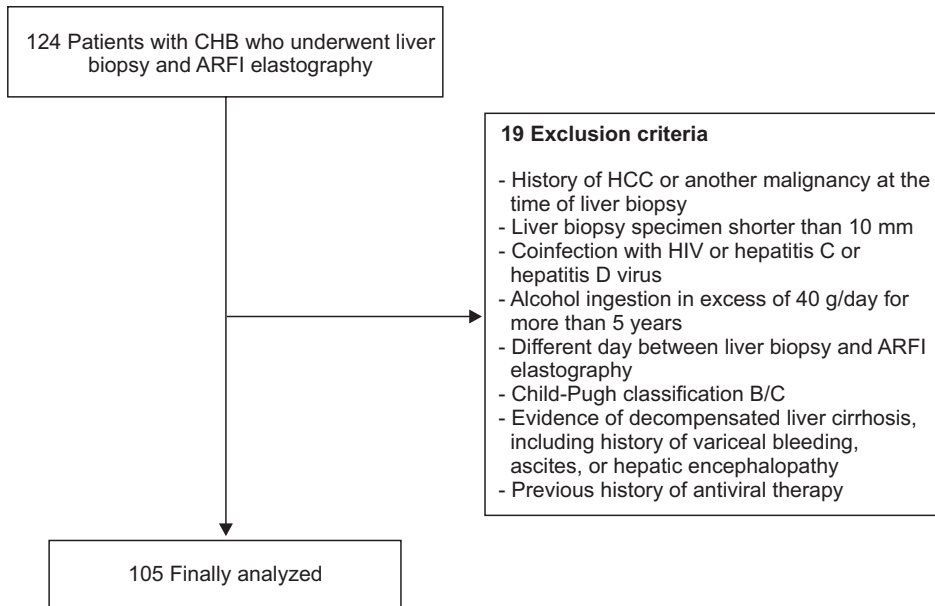 124 Patients with CHB who underwent liver
biopsy and ARFI elastography
19 Exclusion criteria
- History of HCC or another malignancy at the
time of liver biopsy
- Liver biopsy specimen shorter than 10 mm
- Coinfection with HIV or hepatitis C or
hepatitis D virus
- Alcohol ingestion in excess of 40 g/day for
more than 5 years
- Different day between liver biopsy and ARFI
elastography
- Child-Pugh classification B/C
- Evidence of decompensated liver cirrhosis,
including history of variceal bleeding,
ascites, or hepatic encephalopathy
- Previous history of antiviral therapy
105 Finally analyzed